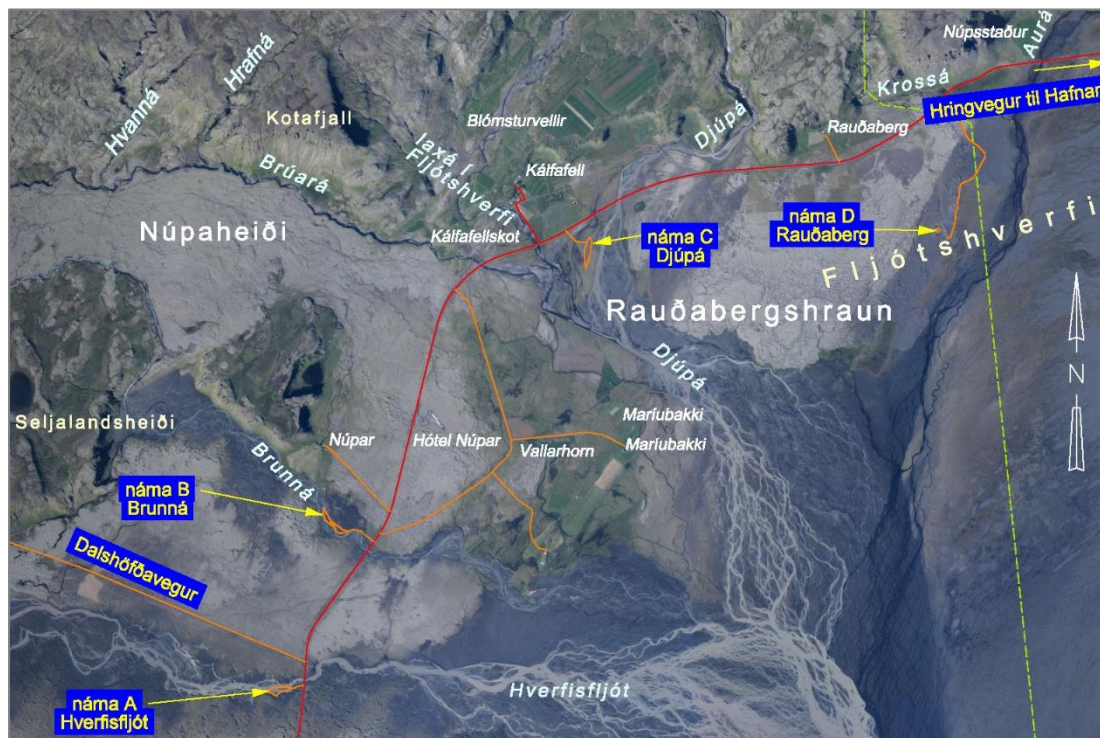 Núpsstaður
Aurá
Hrafná
Hvanná
Krossá
Hringvegur til Hafnar
Kotafjall
Blómsturvellir
Djúpá
Rauðaberg
Brúará
laxá í
Fljótshverfi
Kálfafell
Núpaheiði
Kálfafellskot
náma C
Djúpá
náma D
Rauðaberg
Fljótshverfi
Rauðabergshraun
Djúpá
N
Seljalandsheiði
Maríubakki
Núpar
Hótel Núpar
Vallarhorn
Maríubakki
Brunná
náma B
Brunná
Dalshöfðavegur
Hverfisfljót
náma A
Hverfisfljót